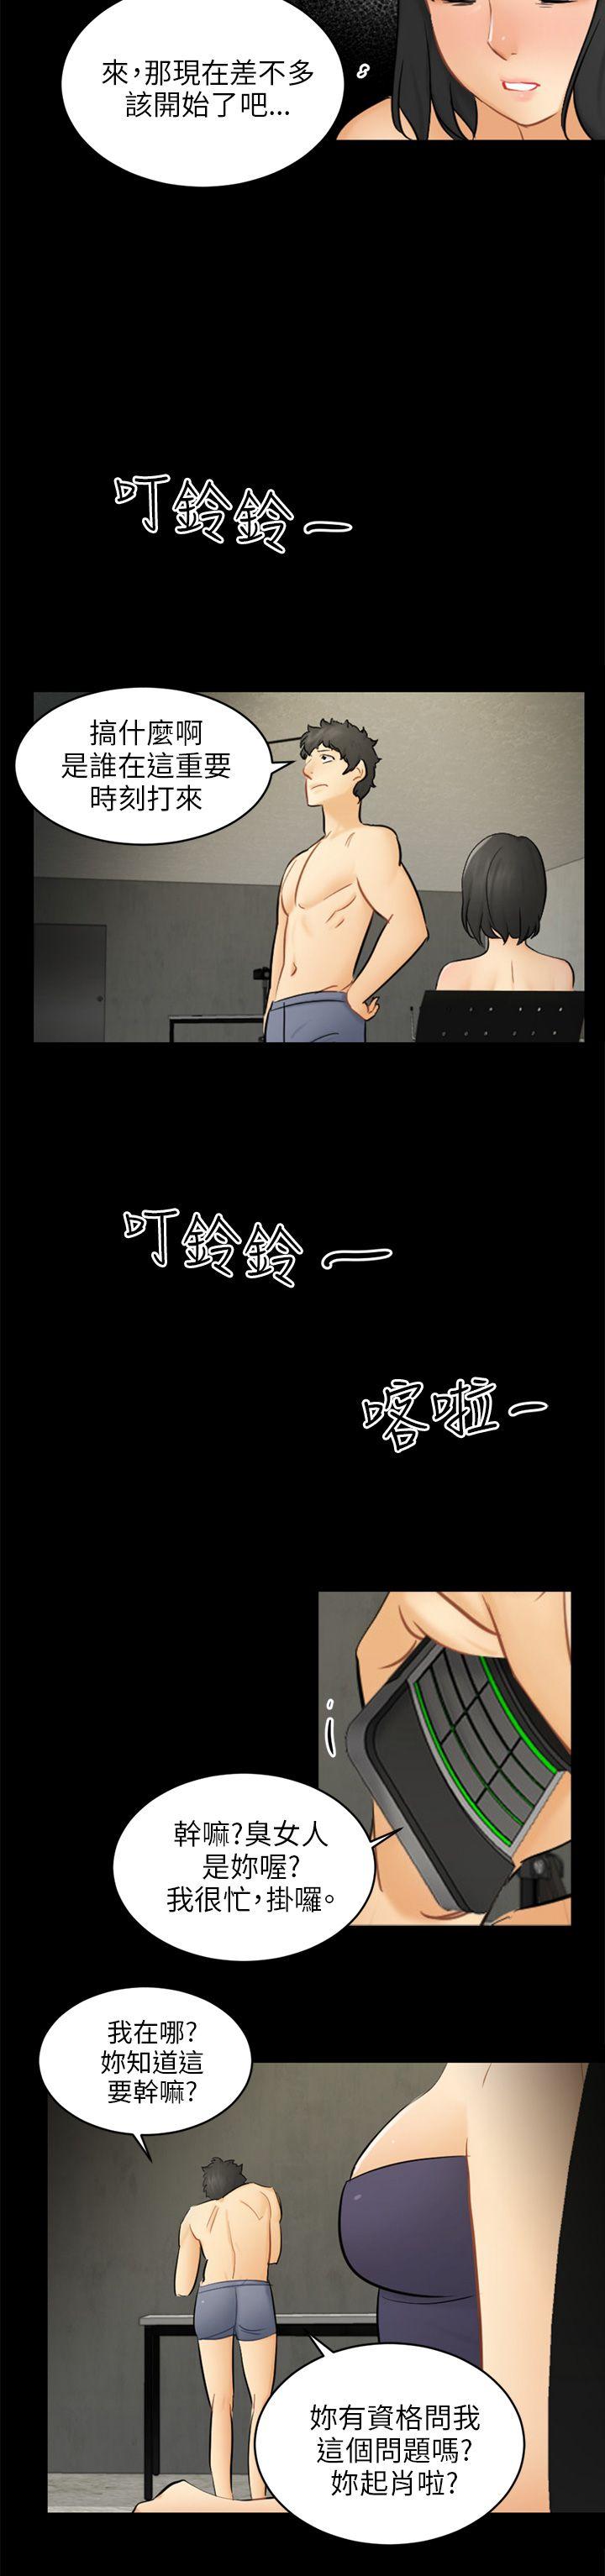 來，那現在差不多
該開始了吧...
叮鈴鈴—
搞什麼啊
是誰在這重要
時刻打來
叮鈴鈴—
喀啦—
幹嘛?臭女人
是妳喔?
我很忙，掛囉。
我在哪?
妳知道這
要幹嘛?
妳有資格問我
這個問題嗎?
妳起肖啦?